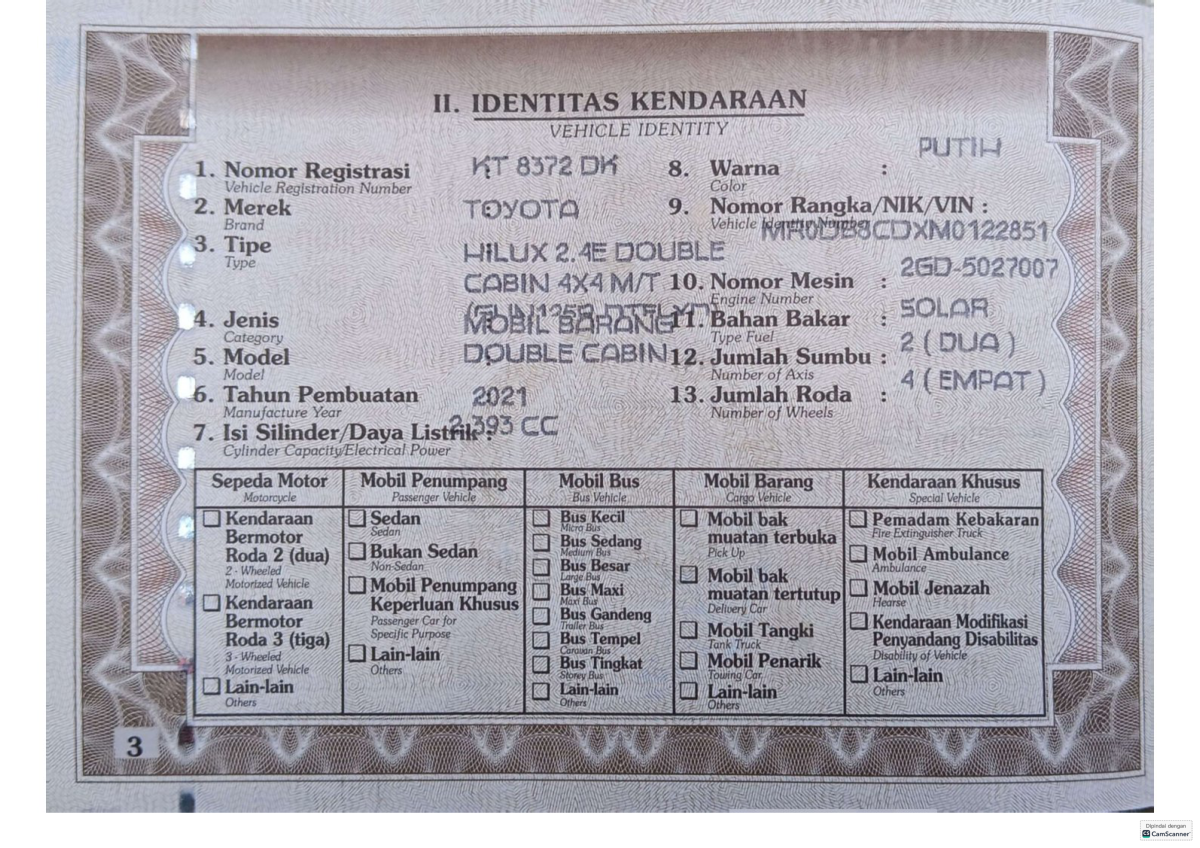 II. IDENTITAS KENDARAAN
VEHICLE IDENTITY
1. Nomor Registrasi KT 8372 DK
Vehicle Registration Number
2. Merek TOYOTA
Brand
3. Tipe HILUX 2.4E DOUBLE
Type
CABIN 4X4 M/T
4. Jenis MOBIL BARANG
Category
5. Model DOUBLE CABIN
Model
6. Tahun Pembuatan 2021
Manufacture Year
7. Isi Silinder/Daya Listrik : 2.393 CC
Cylinder Capacity/Electrical Power
8. Warna : PUTIH
Color
9. Nomor Rangka/NIK/VIN :
Vehicle Identity Number
10. Nomor Mesin : 2GD-5027007
Engine Number
11. Bahan Bakar : SOLAR
Type Fuel
12. Jumlah Sumbu : 2 ( DUA )
Number of Axis
13. Jumlah Roda : 4 ( EMPAT )
Number of Wheels
Sepeda Motor
Motorcycle
Kendaraan
Bermotor
Roda 2 (dua)
2 - Wheeled
Motorized Vehicle
Kendaraan
Bermotor
Roda 3 (tiga)
3 - Wheeled
Motorized Vehicle
Lain-lain
Others
Mobil Penumpang
Passenger Vehicle
Sedan
Sedan
Bukan Sedan
Non-Sedan
Mobil Penumpang
Keperluan Khusus
Passenger Car for
Specific Purpose
Lain-lain
Others
Mobil Bus
Bus Vehicle
Bus Kecil
Micro Bus
Bus Sedang
Medium Bus
Bus Besar
Large Bus
Bus Maxi
Maxi Bus
Bus Gandeng
Trailer Bus
Bus Tempel
Caravan Bus
Bus Tingkat
Storey Bus
Lain-lain
Others
Mobil Barang
Cargo Vehicle
Mobil bak
muatan terbuka
Pick Up
Mobil bak
muatan tertutup
Delivery Car
Mobil Tangki
Tank Truck
Mobil Penarik
Towing Car
Lain-lain
Others
Kendaraan Khusus
Special Vehicle
Pemadam Kebakaran
Fire Extinguisher Truck
Mobil Ambulance
Ambulance
Mobil Jenazah
Hearse
Kendaraan Modifikasi
Penyandang Disabilitas
Disability of Vehicle
Lain-lain
Others
3
Dipindai dengan
CamScanner